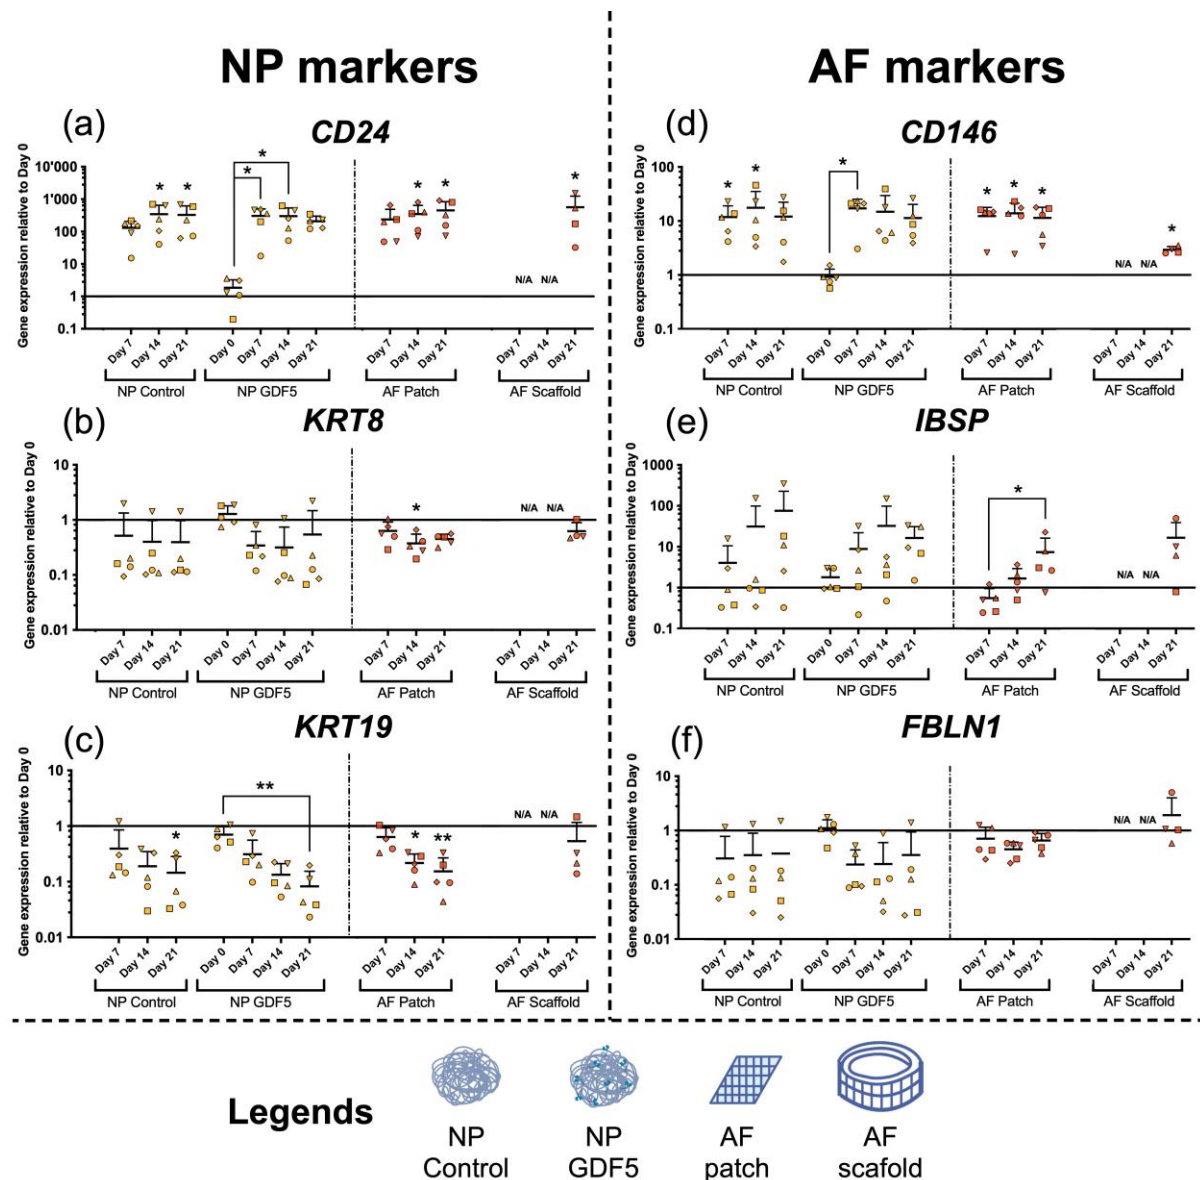 NP markers
AF markers
(a)
CD24
Gene expression relative to Day 0
10'000
1'000
100
10
1
0.1
*
*
*
*
*
*
*
N/A
N/A
Day 7
Day 14
Day 21
Day 0
Day 7
Day 14
Day 21
Day 7
Day 14
Day 21
Day 7
Day 14
Day 21
NP Control
NP GDF5
AF Patch
AF Scaffold
(d)
CD146
Gene expression relative to Day 0
100
10
1
0.1
*
*
*
*
*
*
*
N/A
N/A
Day 7
Day 14
Day 21
Day 0
Day 7
Day 14
Day 21
Day 7
Day 14
Day 21
Day 7
Day 14
Day 21
NP Control
NP GDF5
AF Patch
AF Scaffold
(b)
KRT8
Gene expression relative to Day 0
10
1
0.1
0.01
*
N/A
N/A
Day 7
Day 14
Day 21
Day 0
Day 7
Day 14
Day 21
Day 7
Day 14
Day 21
Day 7
Day 14
Day 21
NP Control
NP GDF5
AF Patch
AF Scaffold
(e)
IBSP
Gene expression relative to Day 0
1000
100
10
1
0.1
*
N/A
N/A
Day 7
Day 14
Day 21
Day 0
Day 7
Day 14
Day 21
Day 7
Day 14
Day 21
Day 7
Day 14
Day 21
NP Control
NP GDF5
AF Patch
AF Scaffold
(c)
KRT19
Gene expression relative to Day 0
10
1
0.1
0.01
*
**
*
**
N/A
N/A
Day 7
Day 14
Day 21
Day 0
Day 7
Day 14
Day 21
Day 7
Day 14
Day 21
Day 7
Day 14
Day 21
NP Control
NP GDF5
AF Patch
AF Scaffold
(f)
FBLN1
Gene expression relative to Day 0
10
1
0.1
0.01
N/A
N/A
Day 7
Day 14
Day 21
Day 0
Day 7
Day 14
Day 21
Day 7
Day 14
Day 21
Day 7
Day 14
Day 21
NP Control
NP GDF5
AF Patch
AF Scaffold
Legends
NP
Control
NP
GDF5
AF
patch
AF
scafold